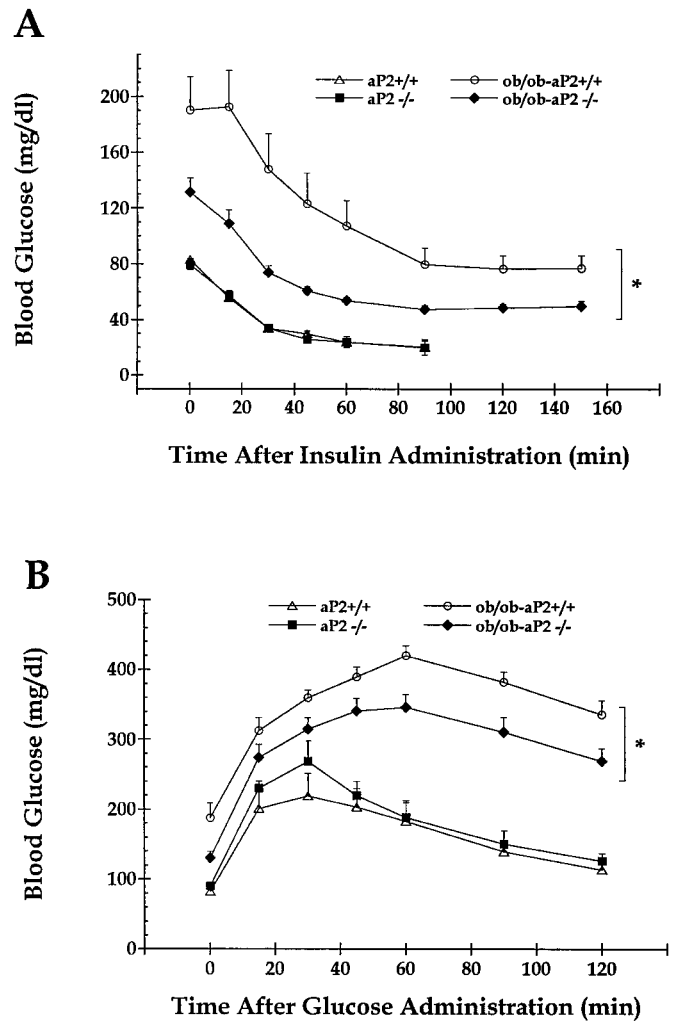 A
aP2+/+ ob/ob-aP2+/+
aP2 -/- ob/ob-aP2 -/-
Blood Glucose (mg/dl)
200
160
120
80
40
0
*
0 20 40 60 80 100 120 140 160
Time After Insulin Administration (min)
B
aP2+/+ ob/ob-aP2+/+
aP2 -/- ob/ob-aP2 -/-
Blood Glucose (mg/dl)
500
400
300
200
100
0
*
0 20 40 60 80 100 120
Time After Glucose Administration (min)